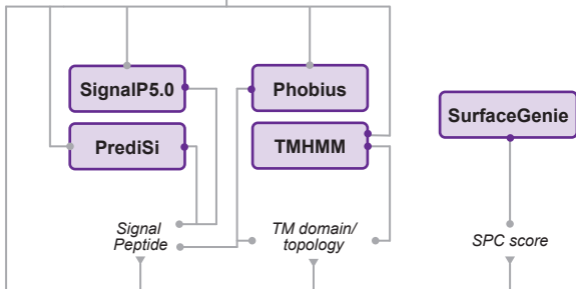 SignalP5.0
Phobius
SurfaceGenie
PrediSi
TMHMM
Signal
Peptide
TM domain/
topology
SPC score